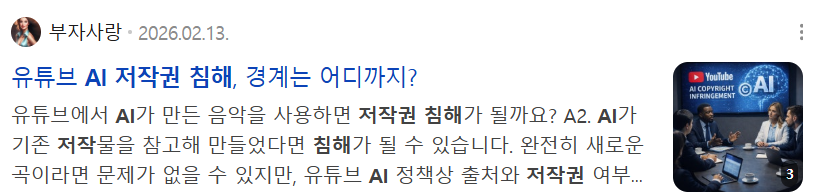 부자사랑 · 2026.02.13.
유튜브 AI 저작권 침해, 경계는 어디까지?
유튜브에서 AI가 만든 음악을 사용하면 저작권 침해가 될까요? A2. AI가
기존 저작물을 참고해 만들었다면 침해가 될 수 있습니다. 완전히 새로운
곡이라면 문제가 없을 수 있지만, 유튜브 AI 정책상 출처와 저작권 여부...
YouTube
AI COPYRIGHT
INFRINGEMENT
© AI
3